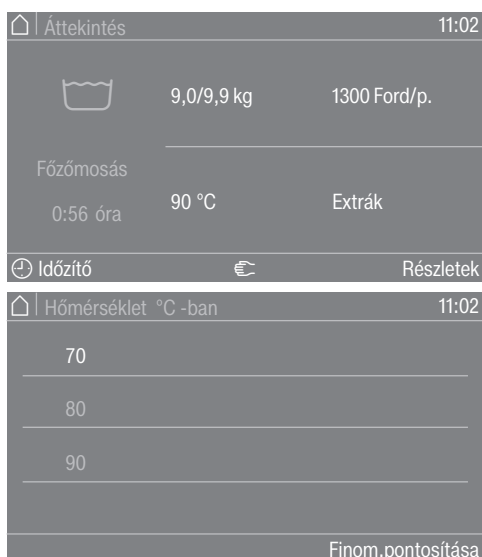 Áttekintés 11:02
9,0/9,9 kg 1300 Ford/p.
Főzőmosás
0:56 óra
90 °C Extrák
Időzítő Részletek
Hőmérséklet °C -ban 11:02
70
80
90
Finom.pontosítása